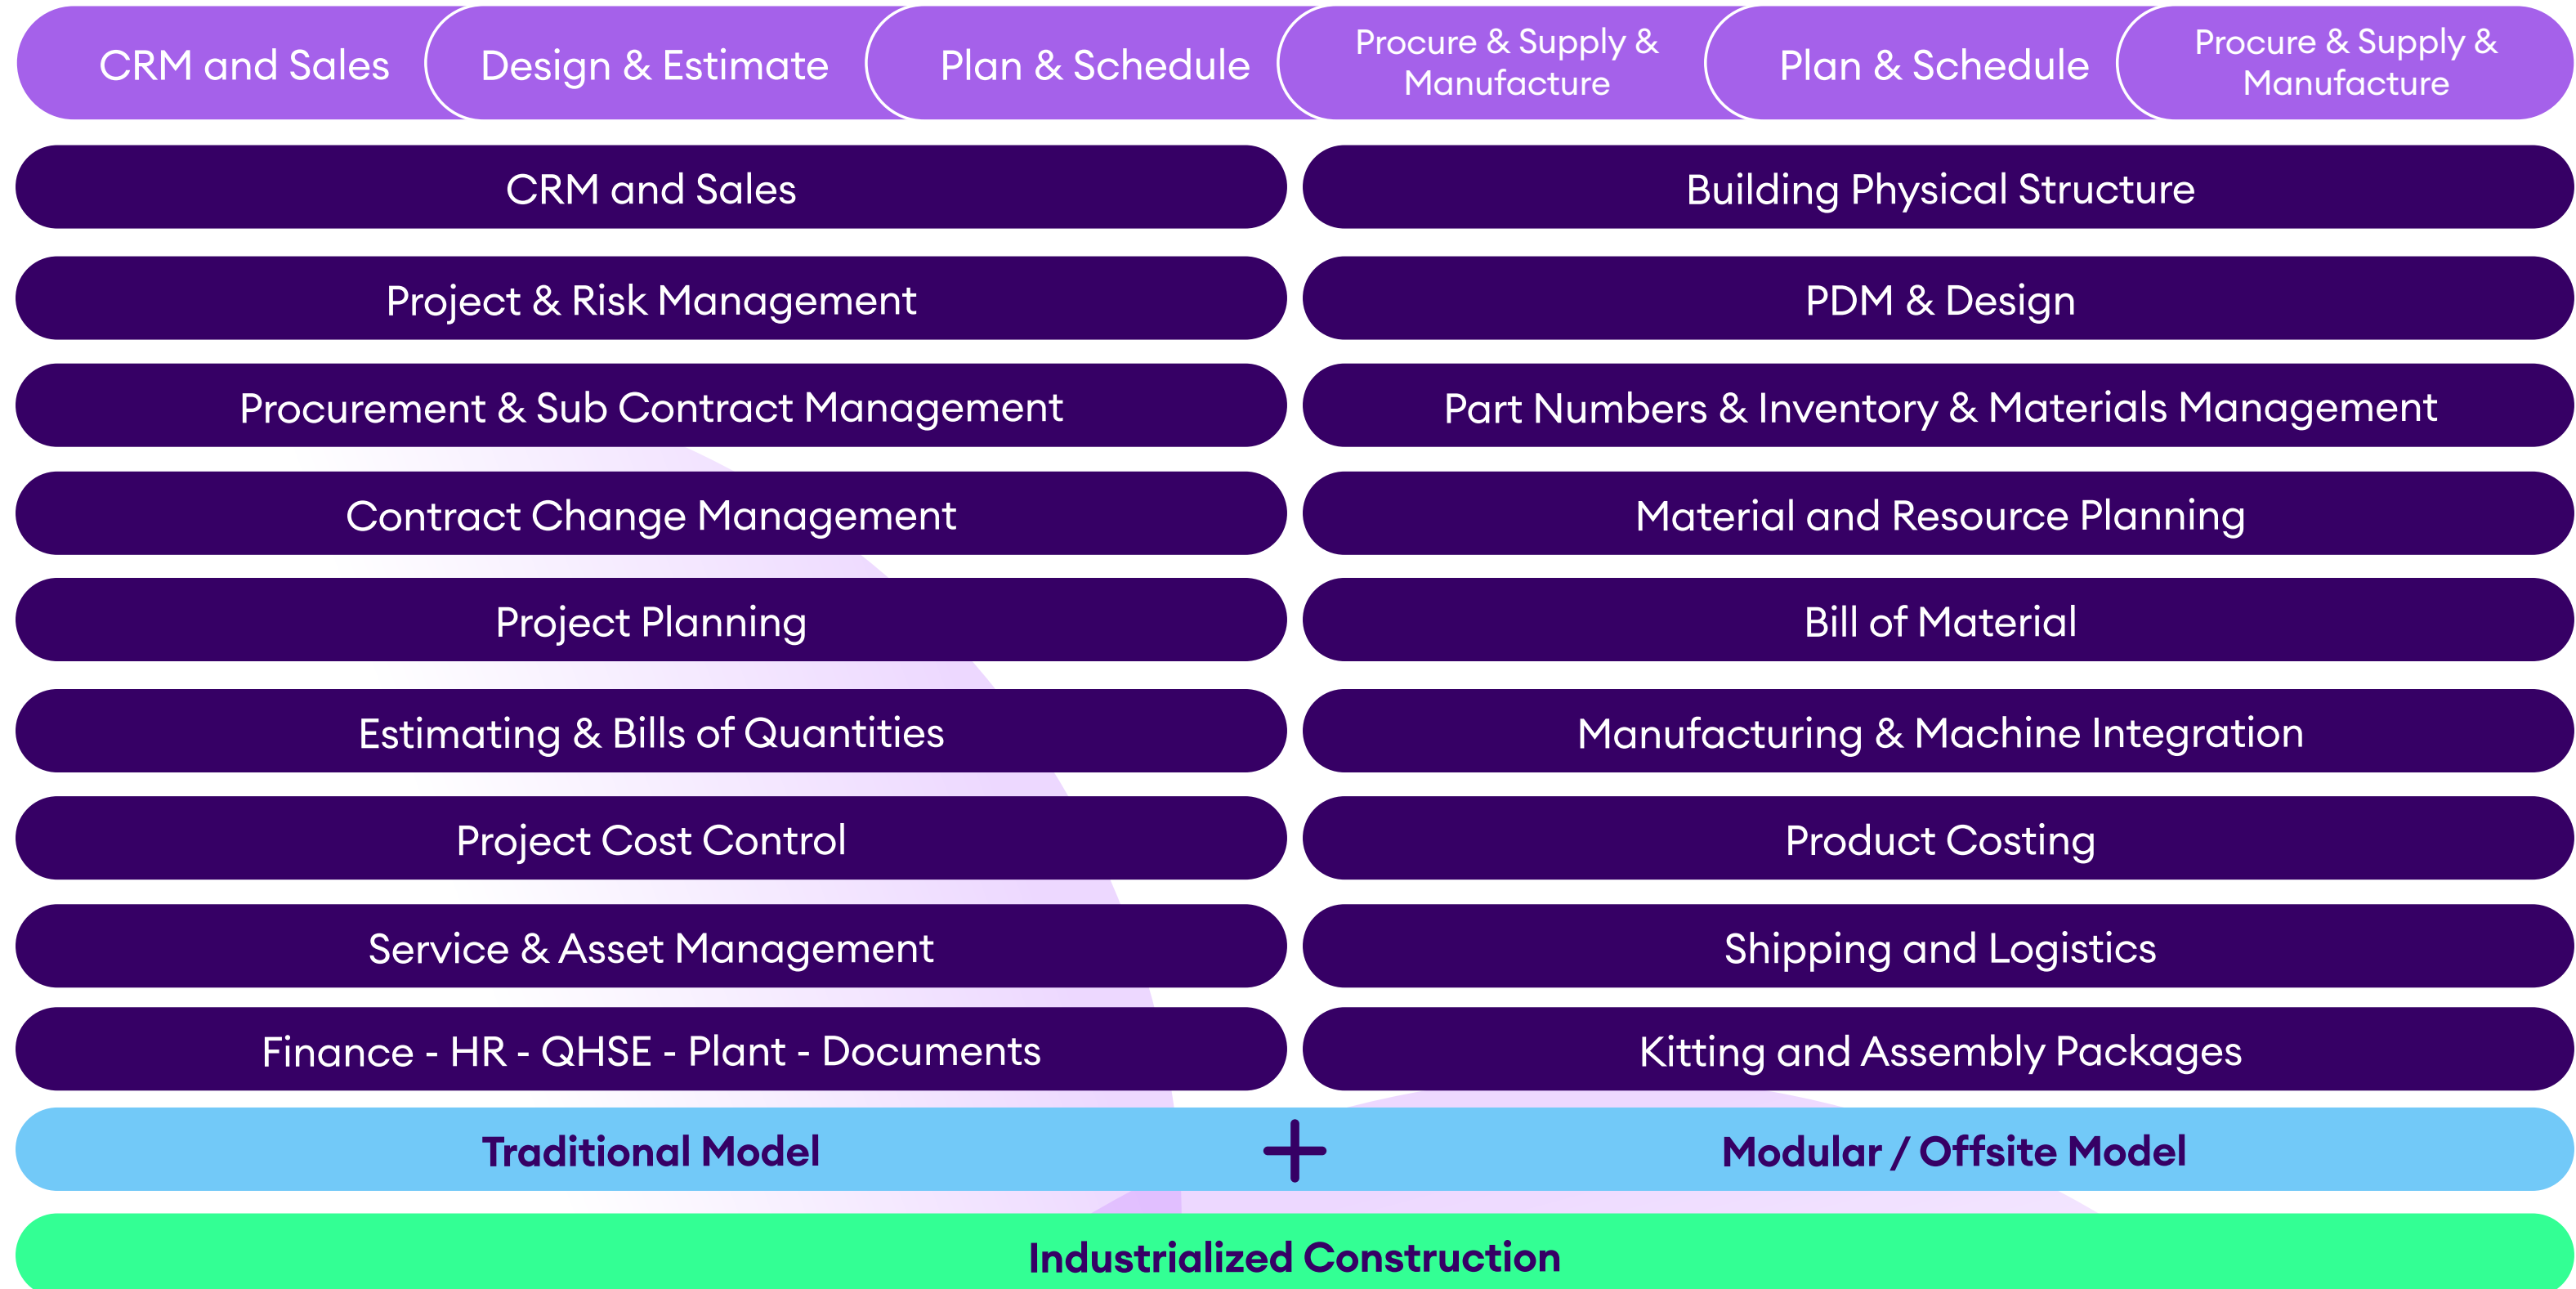 CRM and Sales
Design & Estimate
Plan & Schedule
Procure & Supply &
Manufacture
Plan & Schedule
Procure & Supply &
Manufacture
CRM and Sales
Building Physical Structure
Project & Risk Management
PDM & Design
Procurement & Sub Contract Management
Part Numbers & Inventory & Materials Management
Contract Change Management
Material and Resource Planning
Project Planning
Bill of Material
Estimating & Bills of Quantities
Manufacturing & Machine Integration
Project Cost Control
Product Costing
Service & Asset Management
Shipping and Logistics
Finance - HR - QHSE - Plant - Documents
Kitting and Assembly Packages
Traditional Model
+
Modular / Offsite Model
Industrialized Construction